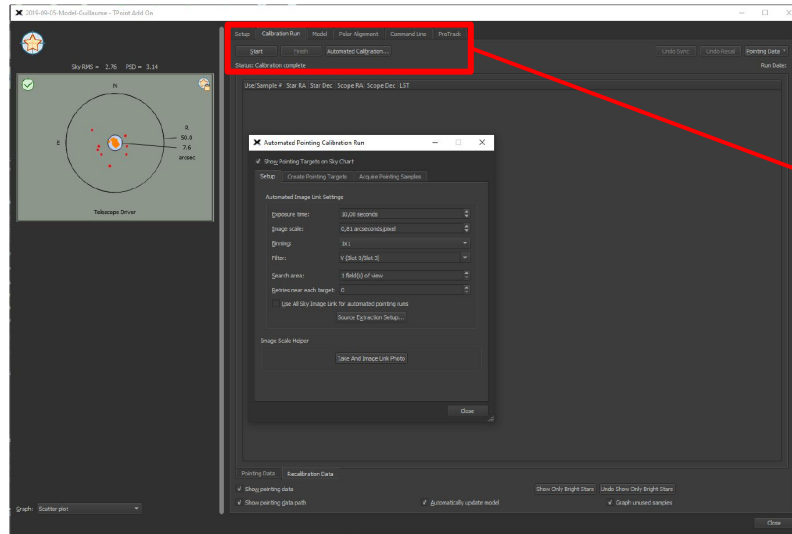 2019-09-05-Model-Guillaume - TPoint Add On
Setup Calibration Run Model Polar Alignment Command Line ProTrack
Start Finish Automated Calibration... Undo Sync Undo Recal Pointing Data
Status: Calibration complete Run Date:
Sky RMS = 2.76 PSD = 3.14
N
E
R
50.0
7.6
arcsec
Telescope Driver
Use/Sample # Star RA Star Dec Scope RA Scope Dec LST
Automated Pointing Calibration Run
Show Pointing Targets on Sky Chart
Setup Create Pointing Targets Acquire Pointing Samples
Automated Image Link Settings
Exposure time: 10,00 seconds
Image scale: 0,81 arcseconds/pixel
Binning: 1x1
Filter: V (Slot 3/Slot 3)
Search area: 3 field(s) of view
Retries near each target: 0
Use All Sky Image Link for automated pointing runs
Source Extraction Setup...
Image Scale Helper
Take And Image Link Photo
Close
Pointing Data Recalibration Data
Show pointing data Show Only Bright Stars Undo Show Only Bright Stars
Show pointing data path Automatically update model Graph unused samples
Graph: Scatter plot
Close